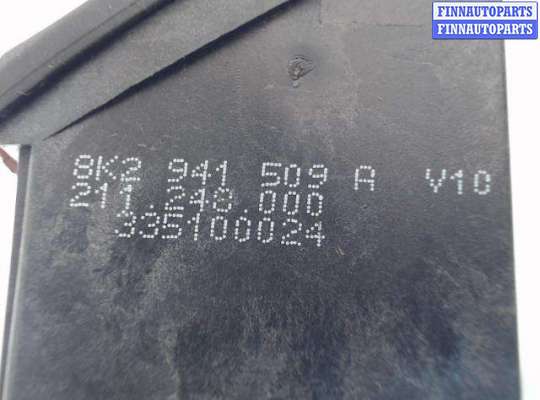 FINNAUTOPARTS
FINNAUTOPARTS
8K2 941 509 A V10
211.240.000
335100024